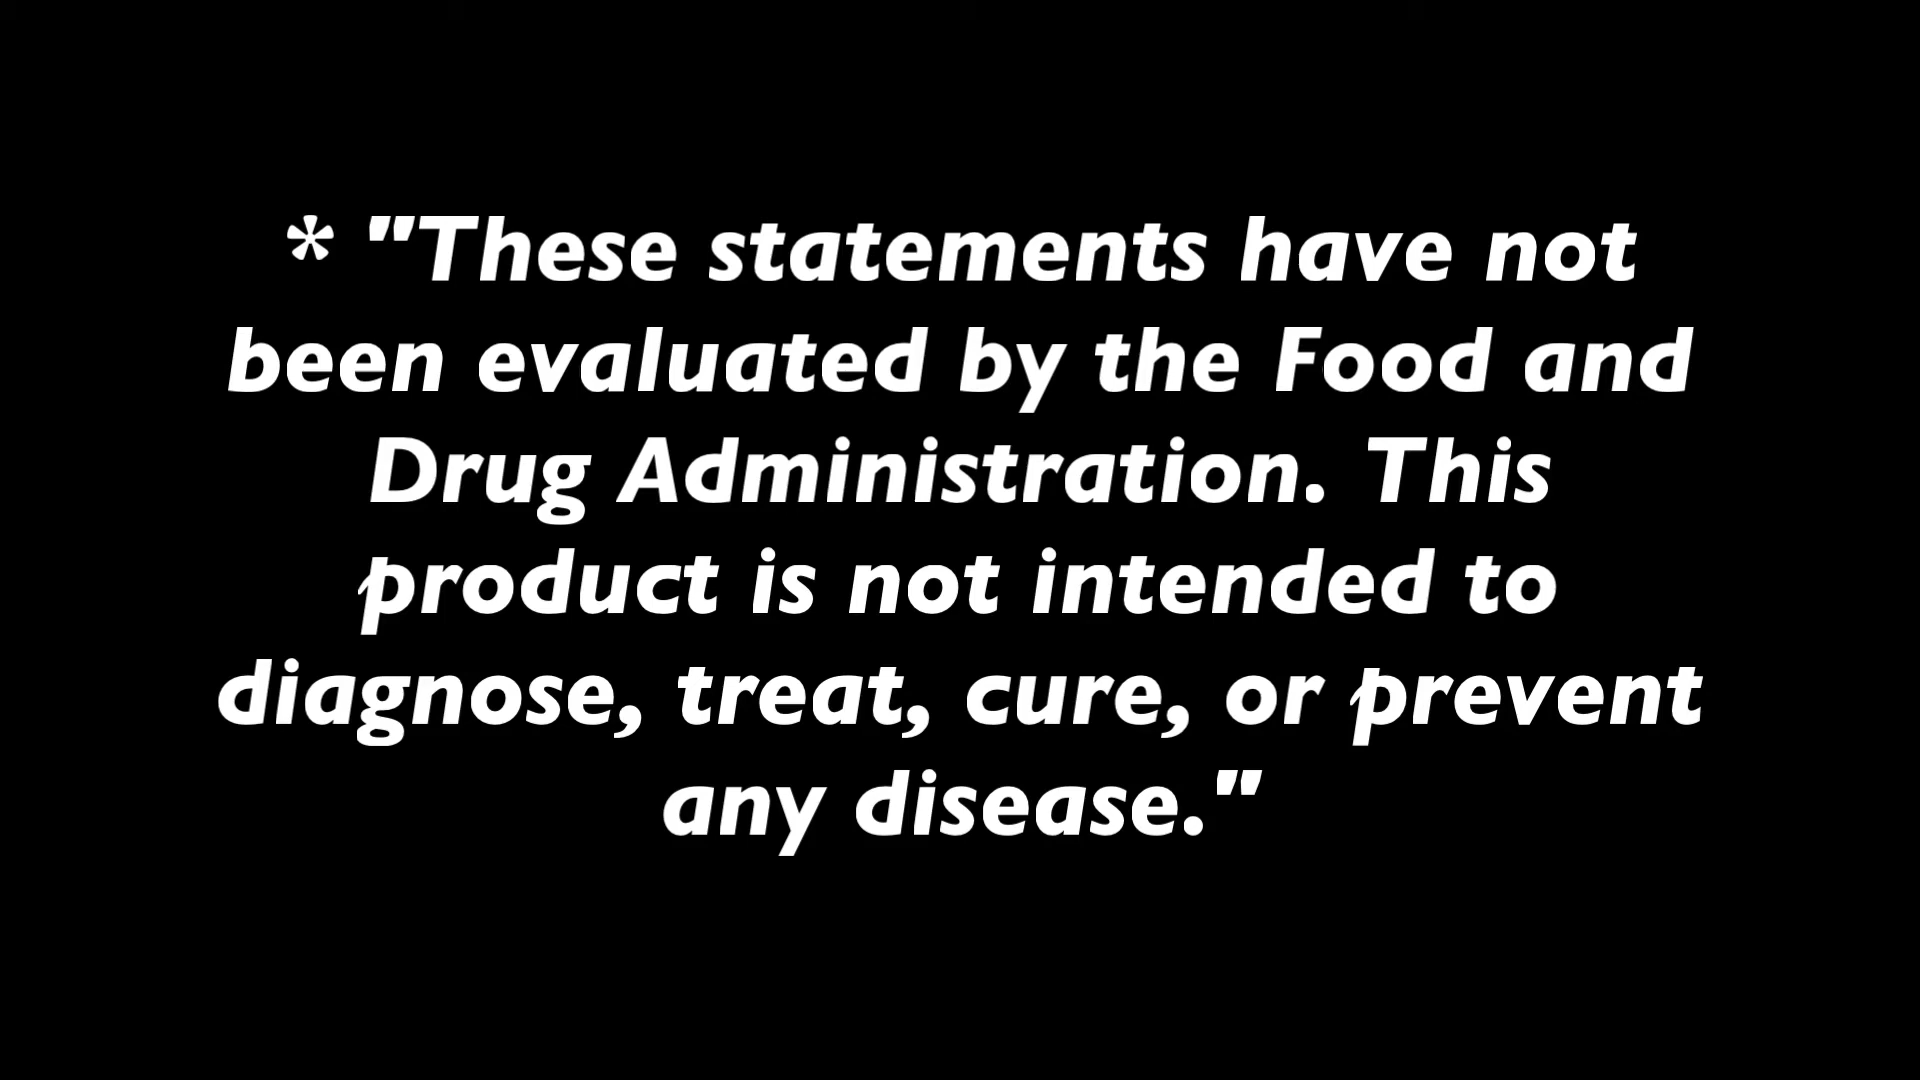 * "These statements have not
been evaluated by the Food and
Drug Administration. This
product is not intended to
diagnose, treat, cure, or prevent
any disease."